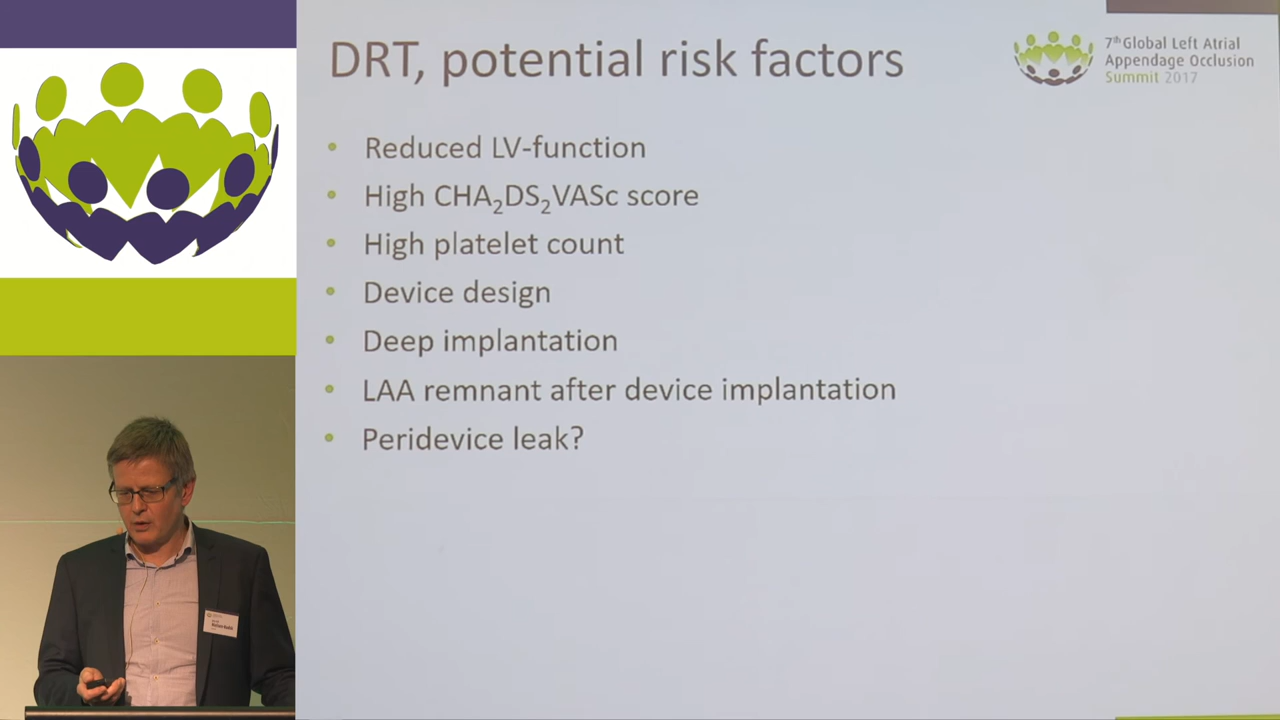 DRT, potential risk factors
7th Global Left Atrial
Appendage Occlusion
Summit 2017
• Reduced LV-function
• High CHA₂DS₂VASc score
• High platelet count
• Device design
• Deep implantation
• LAA remnant after device implantation
• Peridevice leak?